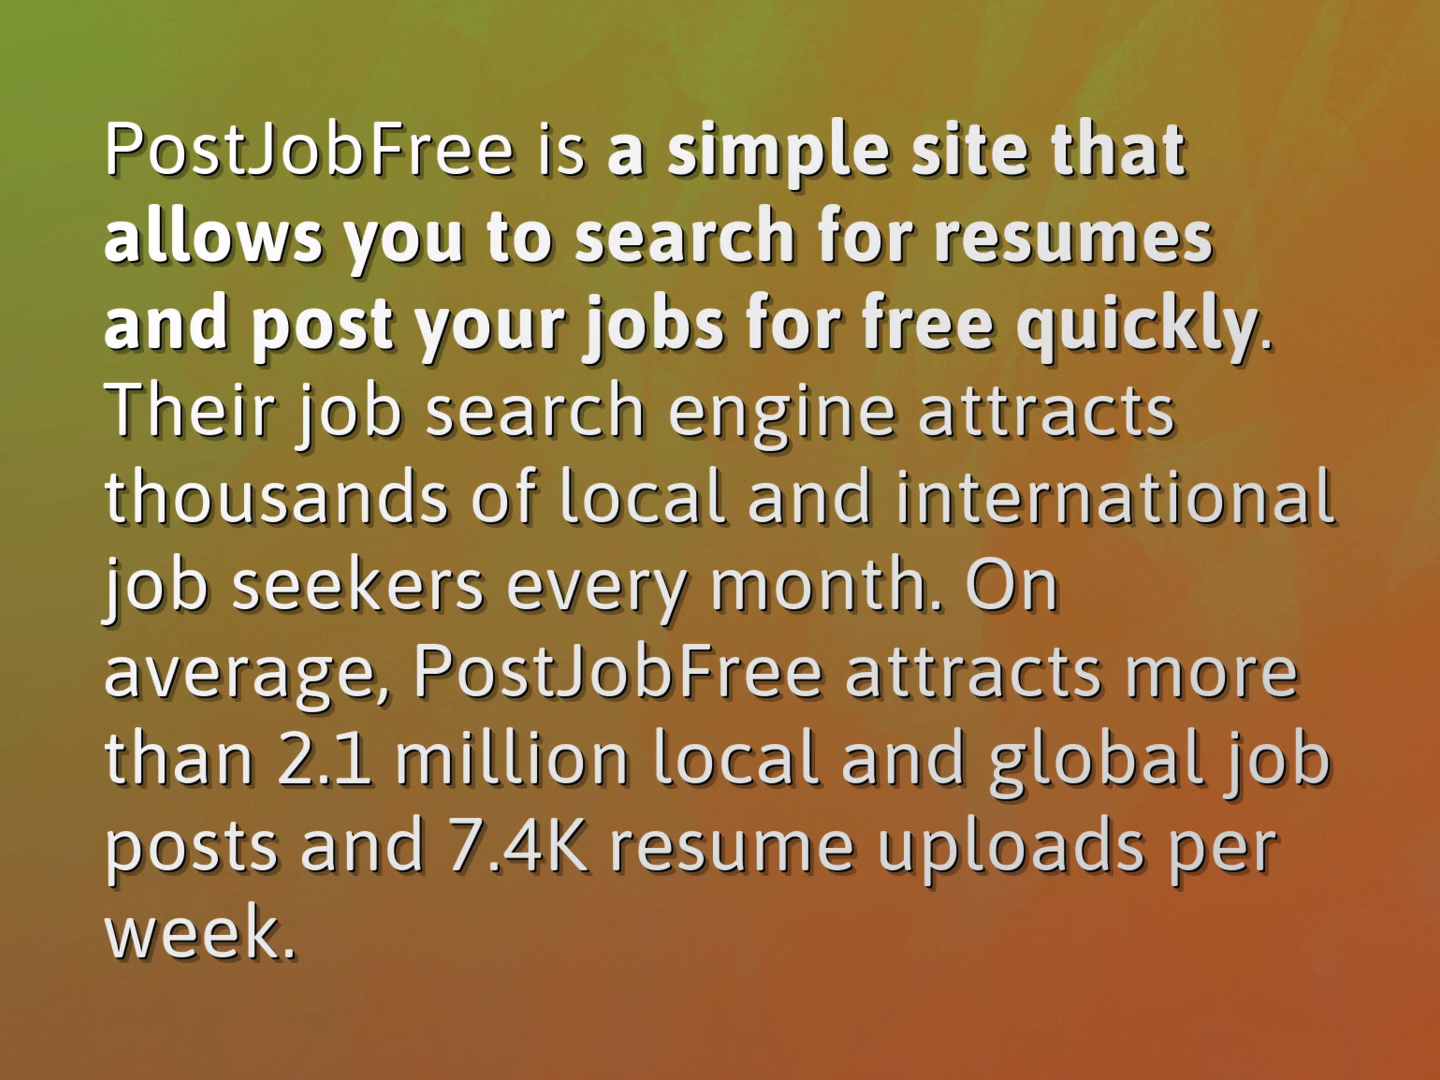 PostJobFree is a simple site that
allows you to search for resumes
and post your jobs for free quickly.
Their job search engine attracts
thousands of local and international
job seekers every month. On
average, PostJobFree attracts more
than 2.1 million local and global job
posts and 7.4K resume uploads per
week.